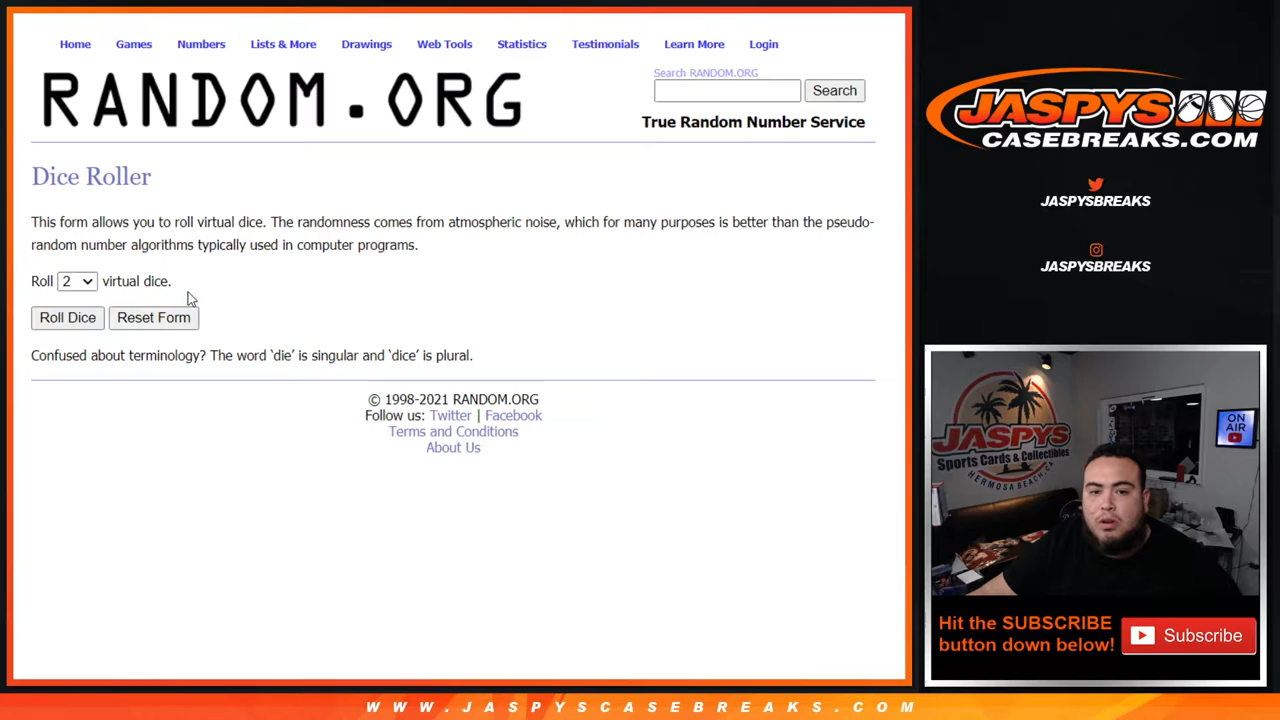 Home Games Numbers Lists & More Drawings Web Tools Statistics Testimonials Learn More Login
RANDOM.ORG
Search RANDOM.ORG
Search
True Random Number Service
Dice Roller
This form allows you to roll virtual dice. The randomness comes from atmospheric noise, which for many purposes is better than the pseudo-
random number algorithms typically used in computer programs.
Roll 2 virtual dice.
Roll Dice Reset Form
Confused about terminology? The word ‘die’ is singular and ‘dice’ is plural.
© 1998-2021 RANDOM.ORG
Follow us: Twitter | Facebook
Terms and Conditions
About Us
JASPYS
CASEBREAKS.COM
JASPYSBREAKS
JASPYSBREAKS
JASPYS
Sports Cards & Collectibles
HERMOSA BEACH, CA
ON
AIR
Hit the SUBSCRIBE
button down below!
Subscribe
WWW.JASPYSCASEBREAKS.COM